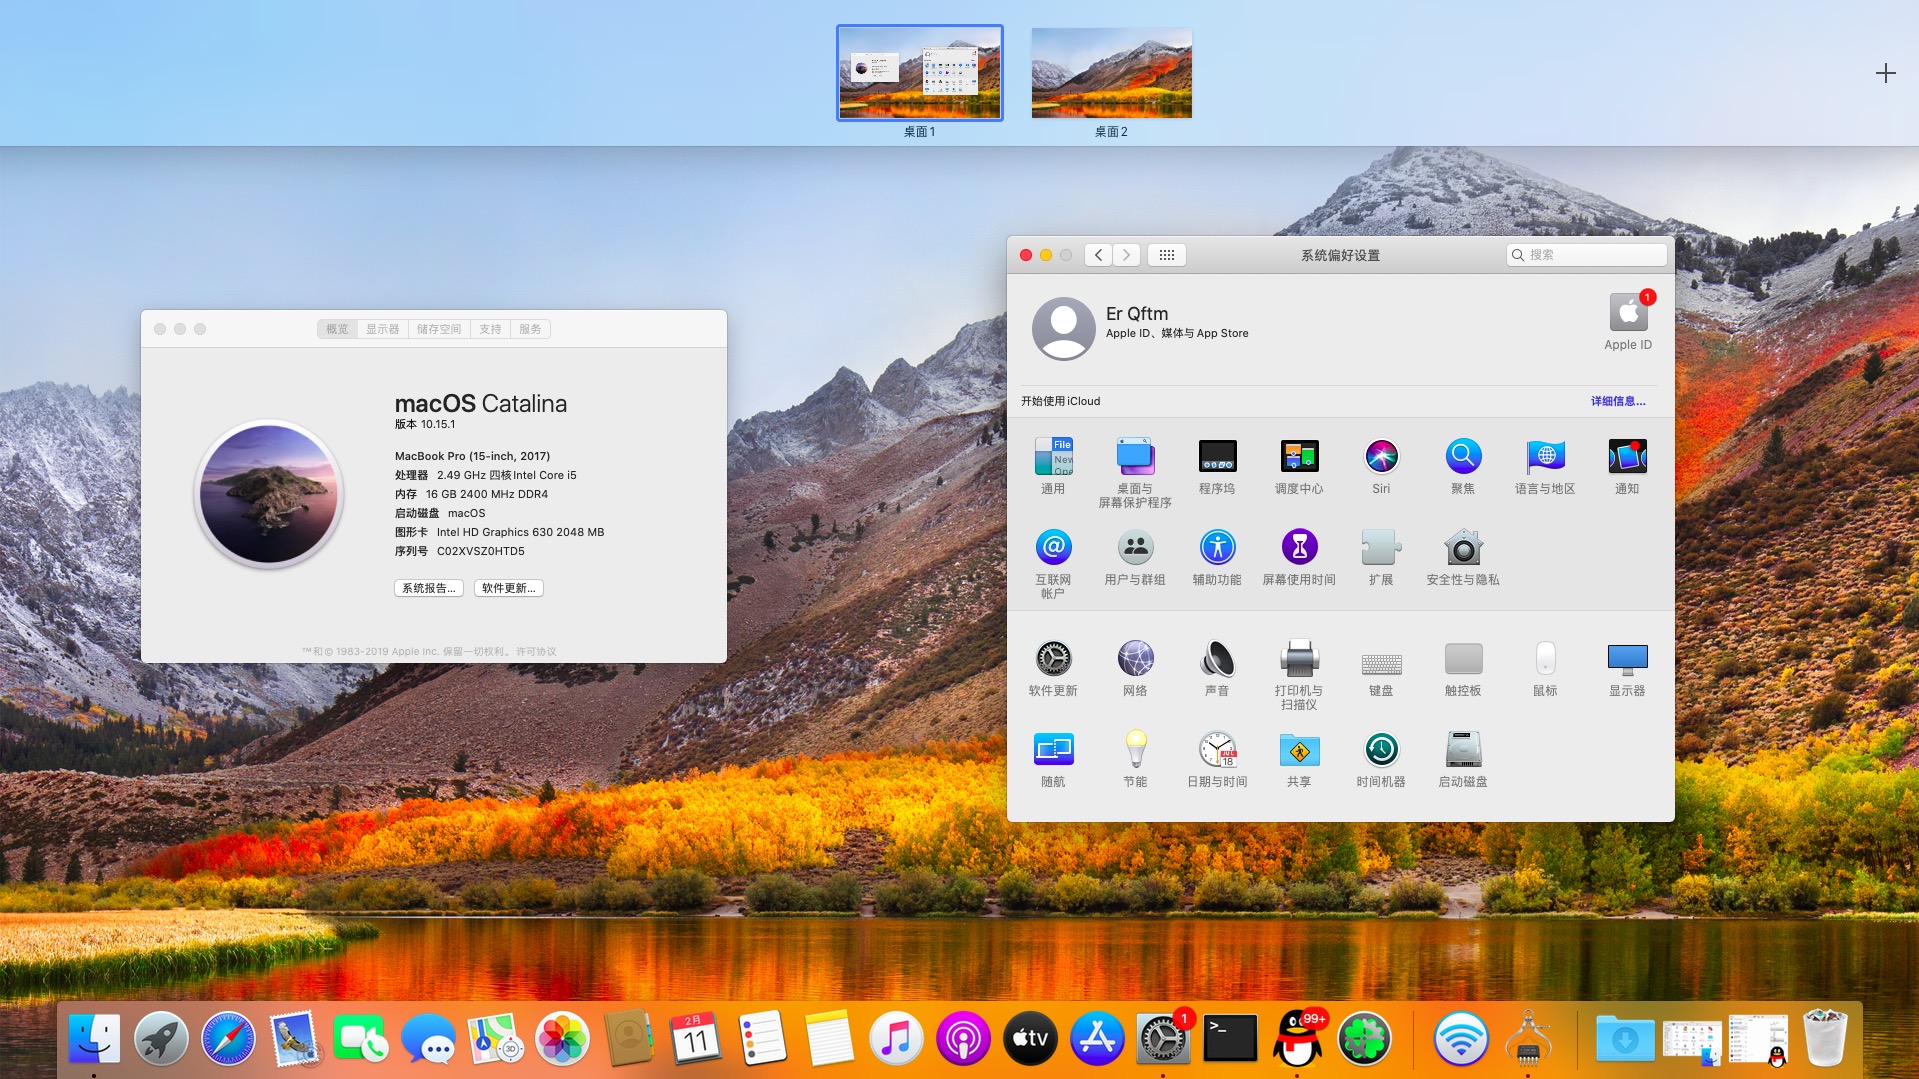 桌面 1
桌面 2
系统偏好设置
搜索
Er Qftm
Apple ID、媒体与 App Store
1
Apple ID
开始使用 iCloud
详细信息...
概览
显示器
储存空间
支持
服务
macOS Catalina
版本 10.15.1
MacBook Pro (15-inch, 2017)
处理器 2.49 GHz 四核Intel Core i5
内存 16 GB 2400 MHz DDR4
启动磁盘 macOS
图形卡 Intel HD Graphics 630 2048 MB
序列号 C02XVSZ0HTD5
系统报告...
软件更新...
™和© 1983-2019 Apple Inc. 保留一切权利。许可协议
File
New
Ope
通用
桌面与
屏幕保护程序
程序坞
调度中心
Siri
聚焦
语言与地区
通知
互联网
帐户
用户与群组
辅助功能
屏幕使用时间
扩展
安全性与隐私
软件更新
网络
声音
打印机与
扫描仪
键盘
触控板
鼠标
显示器
随航
节能
JUL
18
日期与时间
共享
时间机器
启动磁盘
3D
2月
11
tv
1
>_
99+